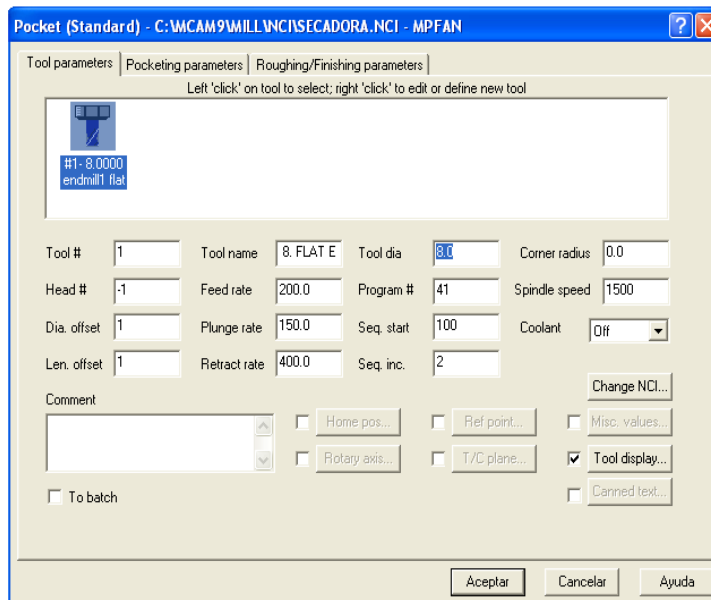 Pocket (Standard) - C:\MCAM9\MILL\NCI\SECADORA.NCI - MPFAN
Tool parameters Pocketing parameters Roughing/Finishing parameters
Left 'click' on tool to select; right 'click' to edit or define new tool
#1- 8.0000
endmill1 flat
Tool # 1 Tool name 8. FLAT E Tool dia 8.0 Corner radius 0.0
Head # -1 Feed rate 200.0 Program # 41 Spindle speed 1500
Dia. offset 1 Plunge rate 150.0 Seq. start 100 Coolant Off
Len. offset 1 Retract rate 400.0 Seq. inc. 2
Change NCI...
Comment
Home pos... Ref point... Misc. values...
Rotary axis... T/C plane... Tool display...
To batch Canned text...
Aceptar Cancelar Ayuda